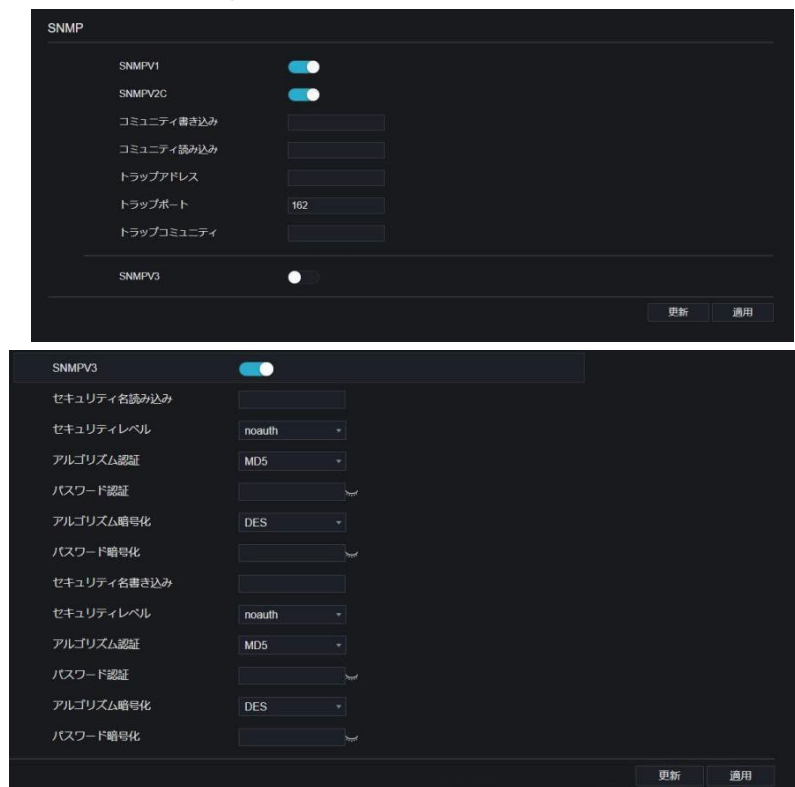 SNMP
SNMPV1
SNMPV2C
コミュニティ書き込み
コミュニティ読み込み
トラップアドレス
トラップポート 162
トラップコミュニティ
SNMPV3
更新 適用
SNMPV3
セキュリティ名読み込み
セキュリティレベル noauth
アルゴリズム認証 MD5
パスワード認証
アルゴリズム暗号化 DES
パスワード暗号化
セキュリティ名書き込み
セキュリティレベル noauth
アルゴリズム認証 MD5
パスワード認証
アルゴリズム暗号化 DES
パスワード暗号化
更新 適用